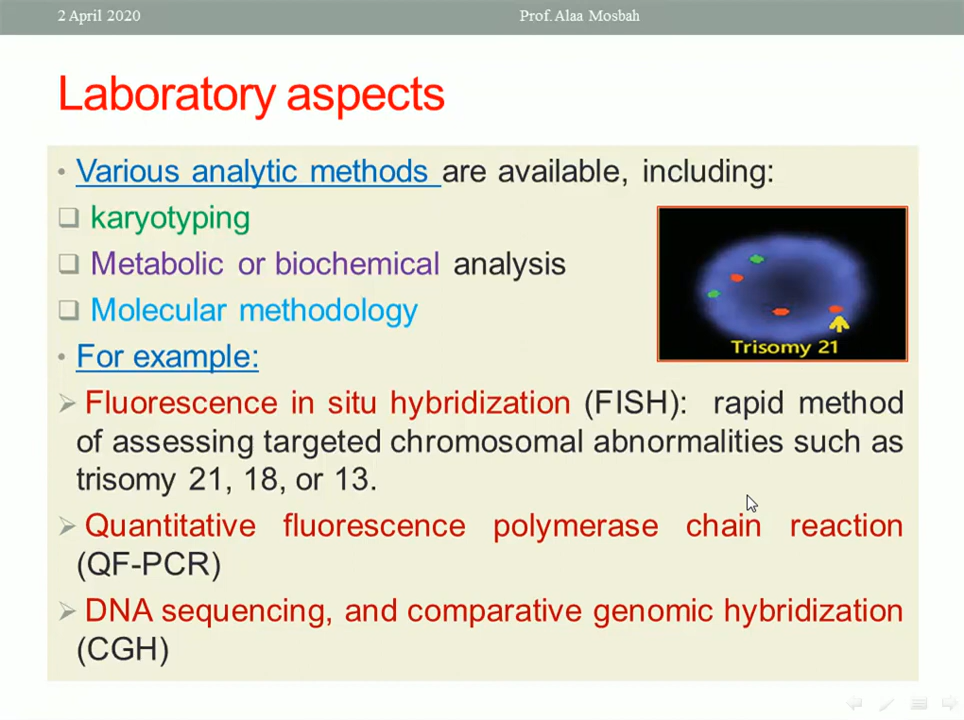 2 April 2020
Prof.Alaa Mosbah
Laboratory aspects
• Various analytic methods are available, including:
❑ karyotyping
❑ Metabolic or biochemical analysis
❑ Molecular methodology
Trisomy 21
• For example:
➢ Fluorescence in situ hybridization (FISH): rapid method
of assessing targeted chromosomal abnormalities such as
trisomy 21, 18, or 13.
➢ Quantitative fluorescence polymerase chain reaction
(QF-PCR)
➢ DNA sequencing, and comparative genomic hybridization
(CGH)